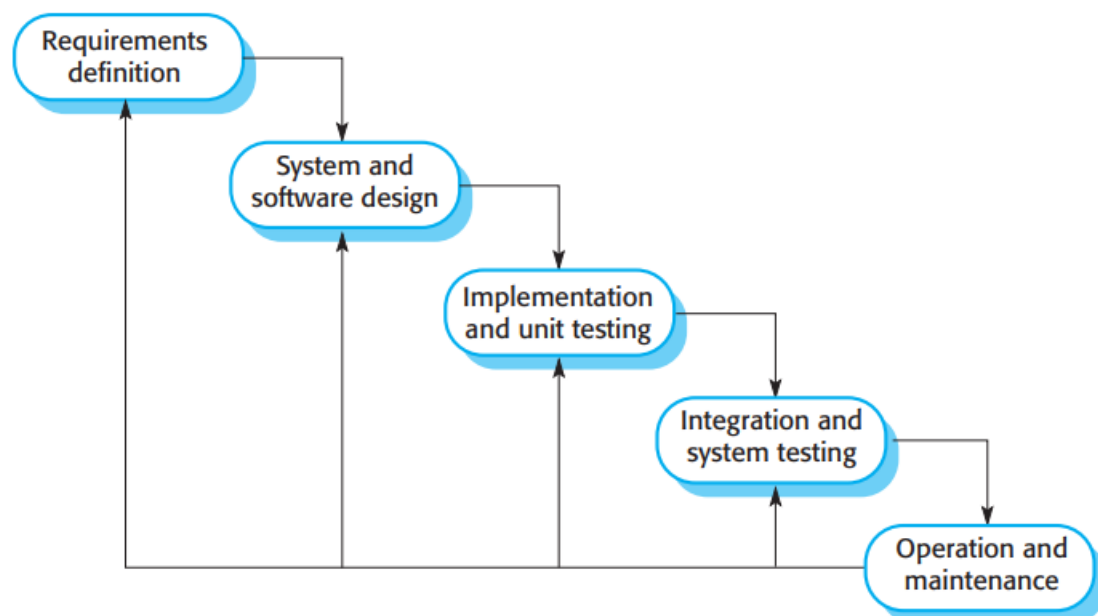 Requirements
definition
System and
software design
Implementation
and unit testing
Integration and
system testing
Operation and
maintenance